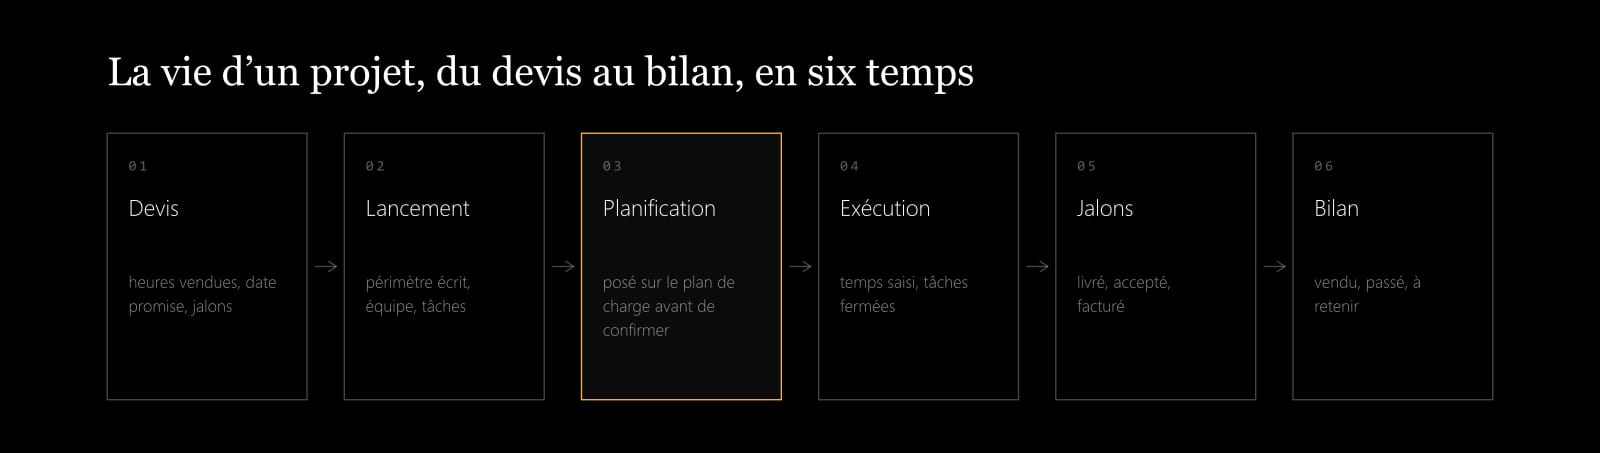 La vie d’un projet, du devis au bilan, en six temps
01
Devis
heures vendues, date
promise, jalons
02
Lancement
périmètre écrit,
équipe, tâches
03
Planification
posé sur le plan de
charge avant de
confirmer
04
Exécution
temps saisi, tâches
fermées
05
Jalons
livré, accepté,
facturé
06
Bilan
vendu, passé, à
retenir